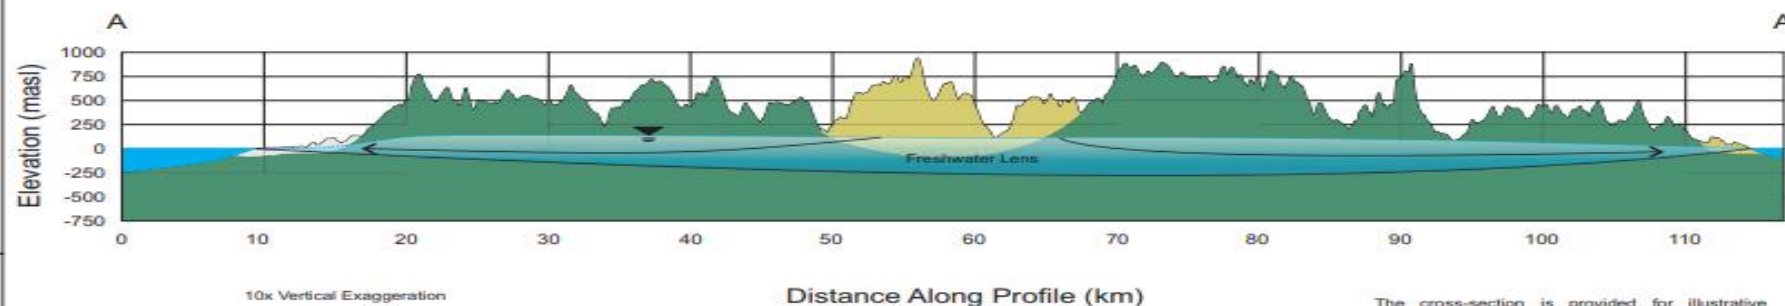 A
A
1000
750
500
250
0
-250
-500
-750
Elevation (masl)
Freshwater Lens
0 10 20 30 40 50 60 70 80 90 100 110
10x Vertical Exaggeration
Distance Along Profile (km)
The cross-section is provided for illustrative